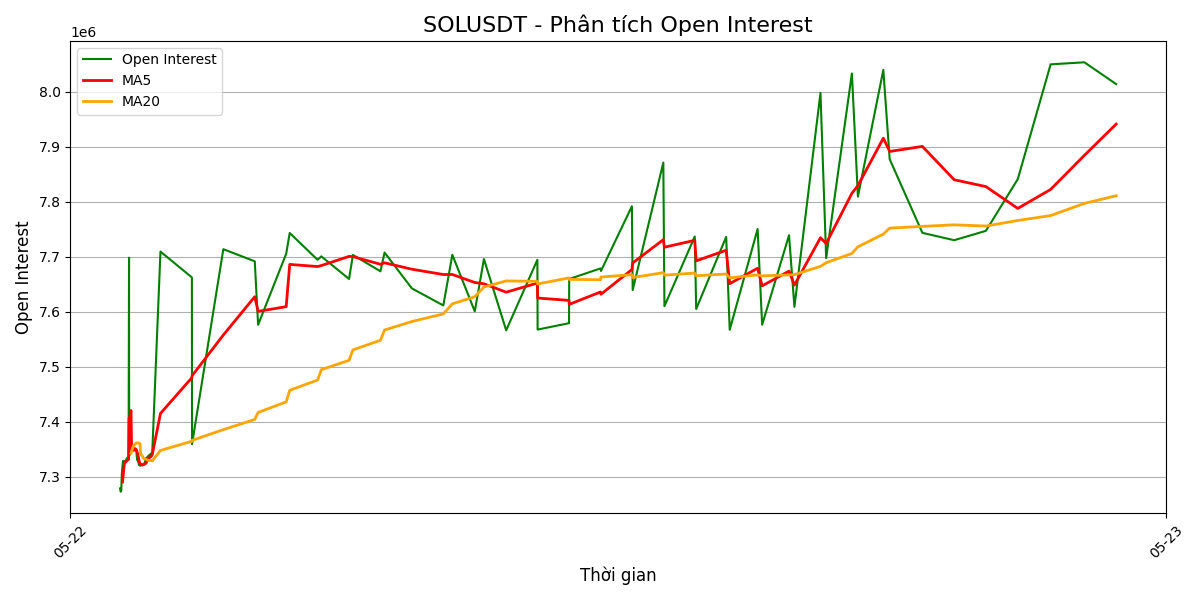 SOLUSDT - Phân tích Open Interest
1e6
Open Interest
MA5
MA20
8.0
7.9
7.8
7.7
7.6
7.5
7.4
7.3
Open Interest
05-22
05-23
Thời gian